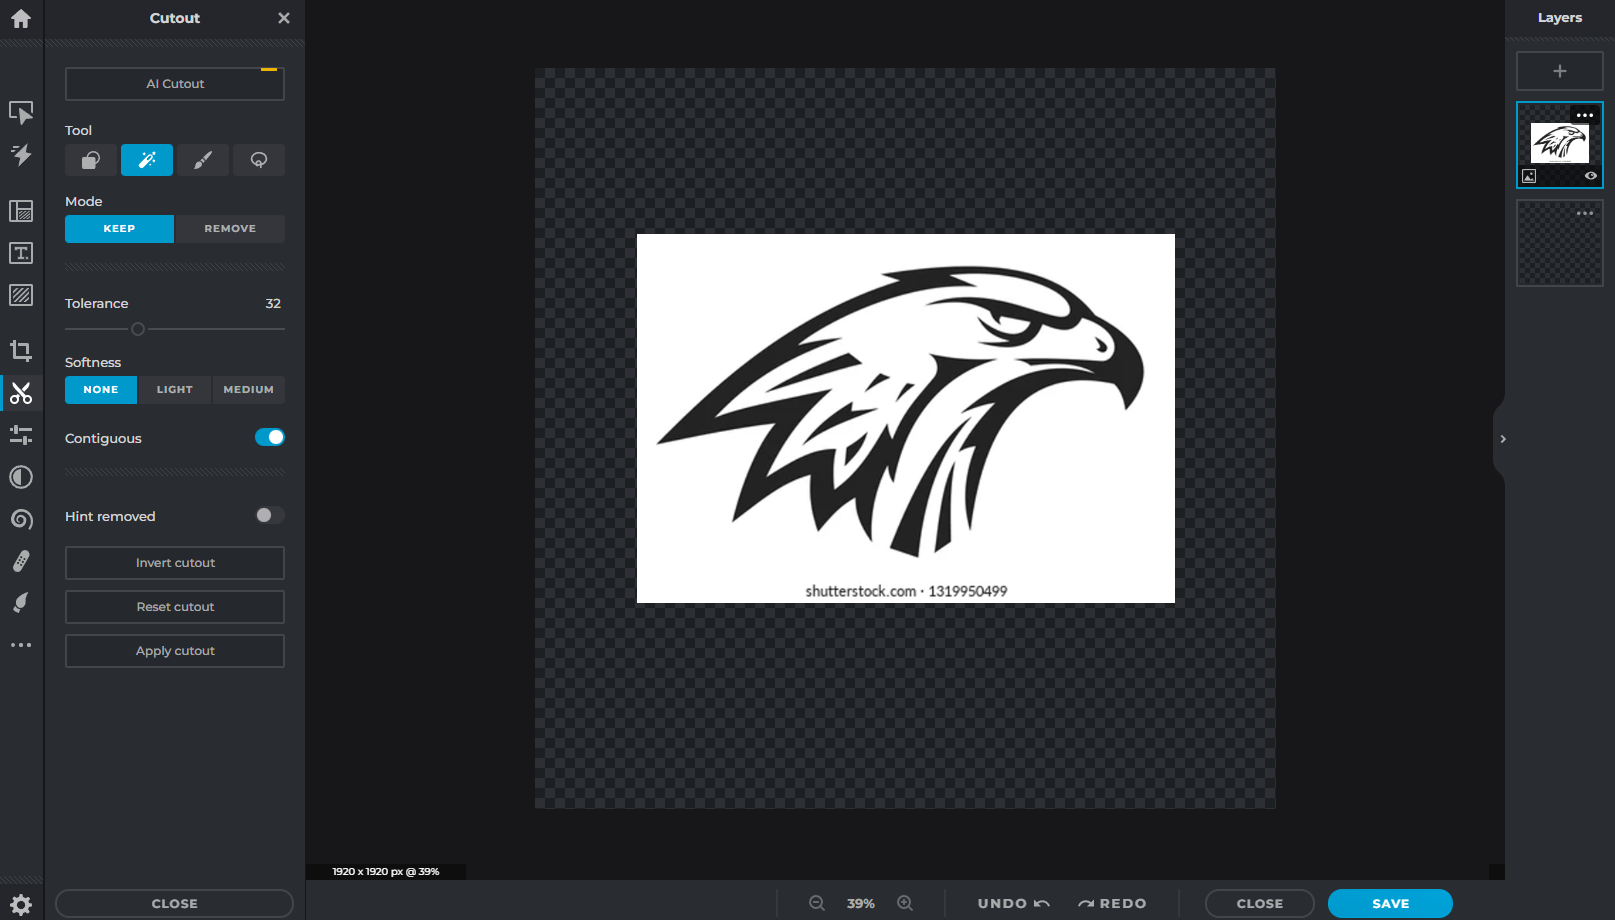 Cutout
AI Cutout
Tool
Mode
KEEP
REMOVE
Tolerance
32
Softness
NONE
LIGHT
MEDIUM
Contiguous
Hint removed
Invert cutout
Reset cutout
Apply cutout
CLOSE
shutterstock.com · 1319950499
1920 x 1920 px @ 39%
39%
UNDO
REDO
CLOSE
SAVE
Layers